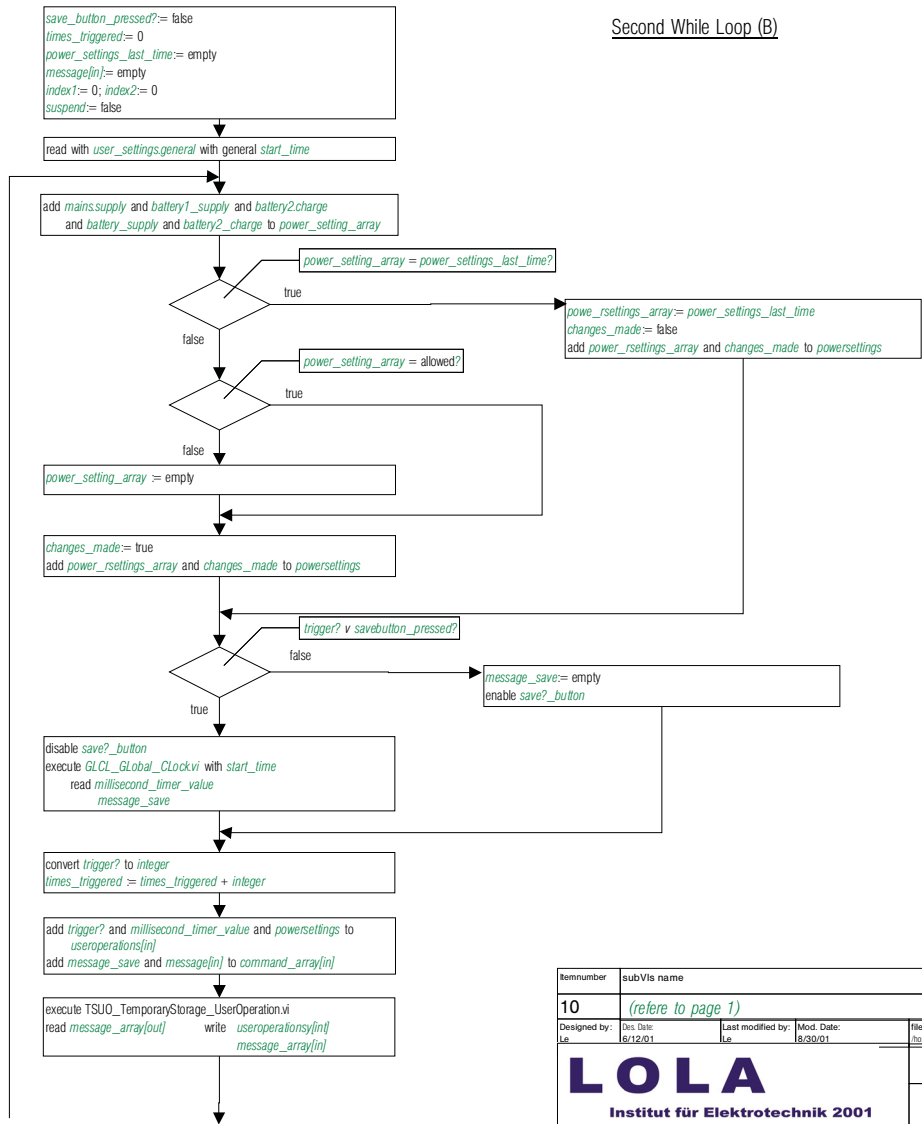 Second While Loop (B)
save_button_pressed?:= false
times_triggered:= 0
power_settings_last_time:= empty
message[in]:= empty
index1:= 0; index2:= 0
suspend:= false
read with user_settings.general with general start_time
add mains.supply and battery1_supply and battery2.charge
and battery_supply and battery2_charge to power_setting_array
power_setting_array = power_settings_last_time?
true
false
powe_rsettings_array:= power_settings_last_time
changes_made:= false
add power_rsettings_array and changes_made to powersettings
power_setting_array = allowed?
true
false
power_setting_array := empty
changes_made:= true
add power_rsettings_array and changes_made to powersettings
trigger? v savebutton_pressed?
false
true
message_save:= empty
enable save?_button
disable save?_button
execute GLCL_GLobal_CLock.vi with start_time
read millisecond_timer_value
message_save
convert trigger? to integer
times_triggered := times_triggered + integer
add trigger? and millisecond_timer_value and powersettings to
useroperations[in]
add message_save and message[in] to command_array[in]
execute TSUO_TemporaryStorage_UserOperation.vi
read message_array[out] write useroperationsy[int]
message_array[in]
Itemnumber subVIs name
10 (refere to page 1)
Designed by: Des. Date: Last modified by: Mod. Date: file
Le 6/12/01 Le 8/30/01 /ho
LOLA
Institut für Elektrotechnik 2001